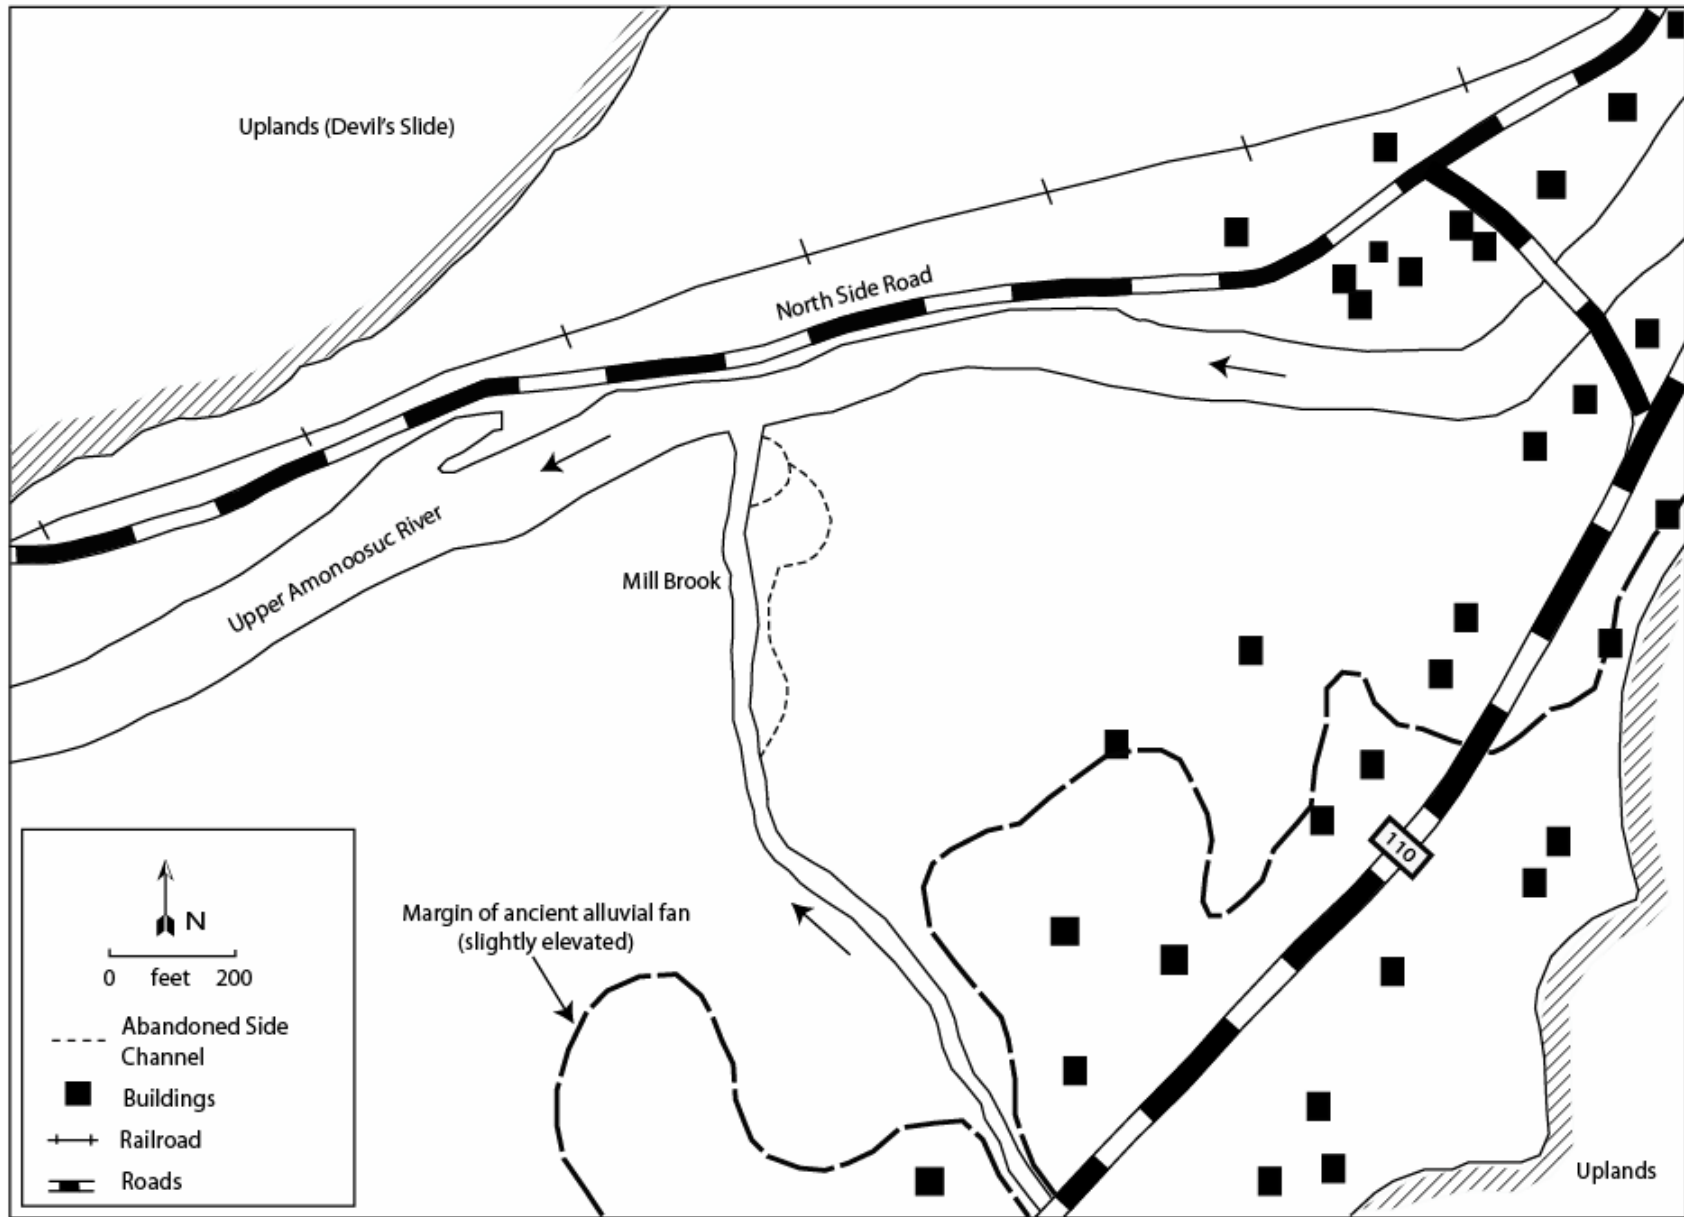 Uplands (Devil's Slide)
North Side Road
Upper Amonoosuc River
Mill Brook
110
Margin of ancient alluvial fan
(slightly elevated)
N
0 feet 200
Abandoned Side
Channel
Buildings
Railroad
Roads
Uplands